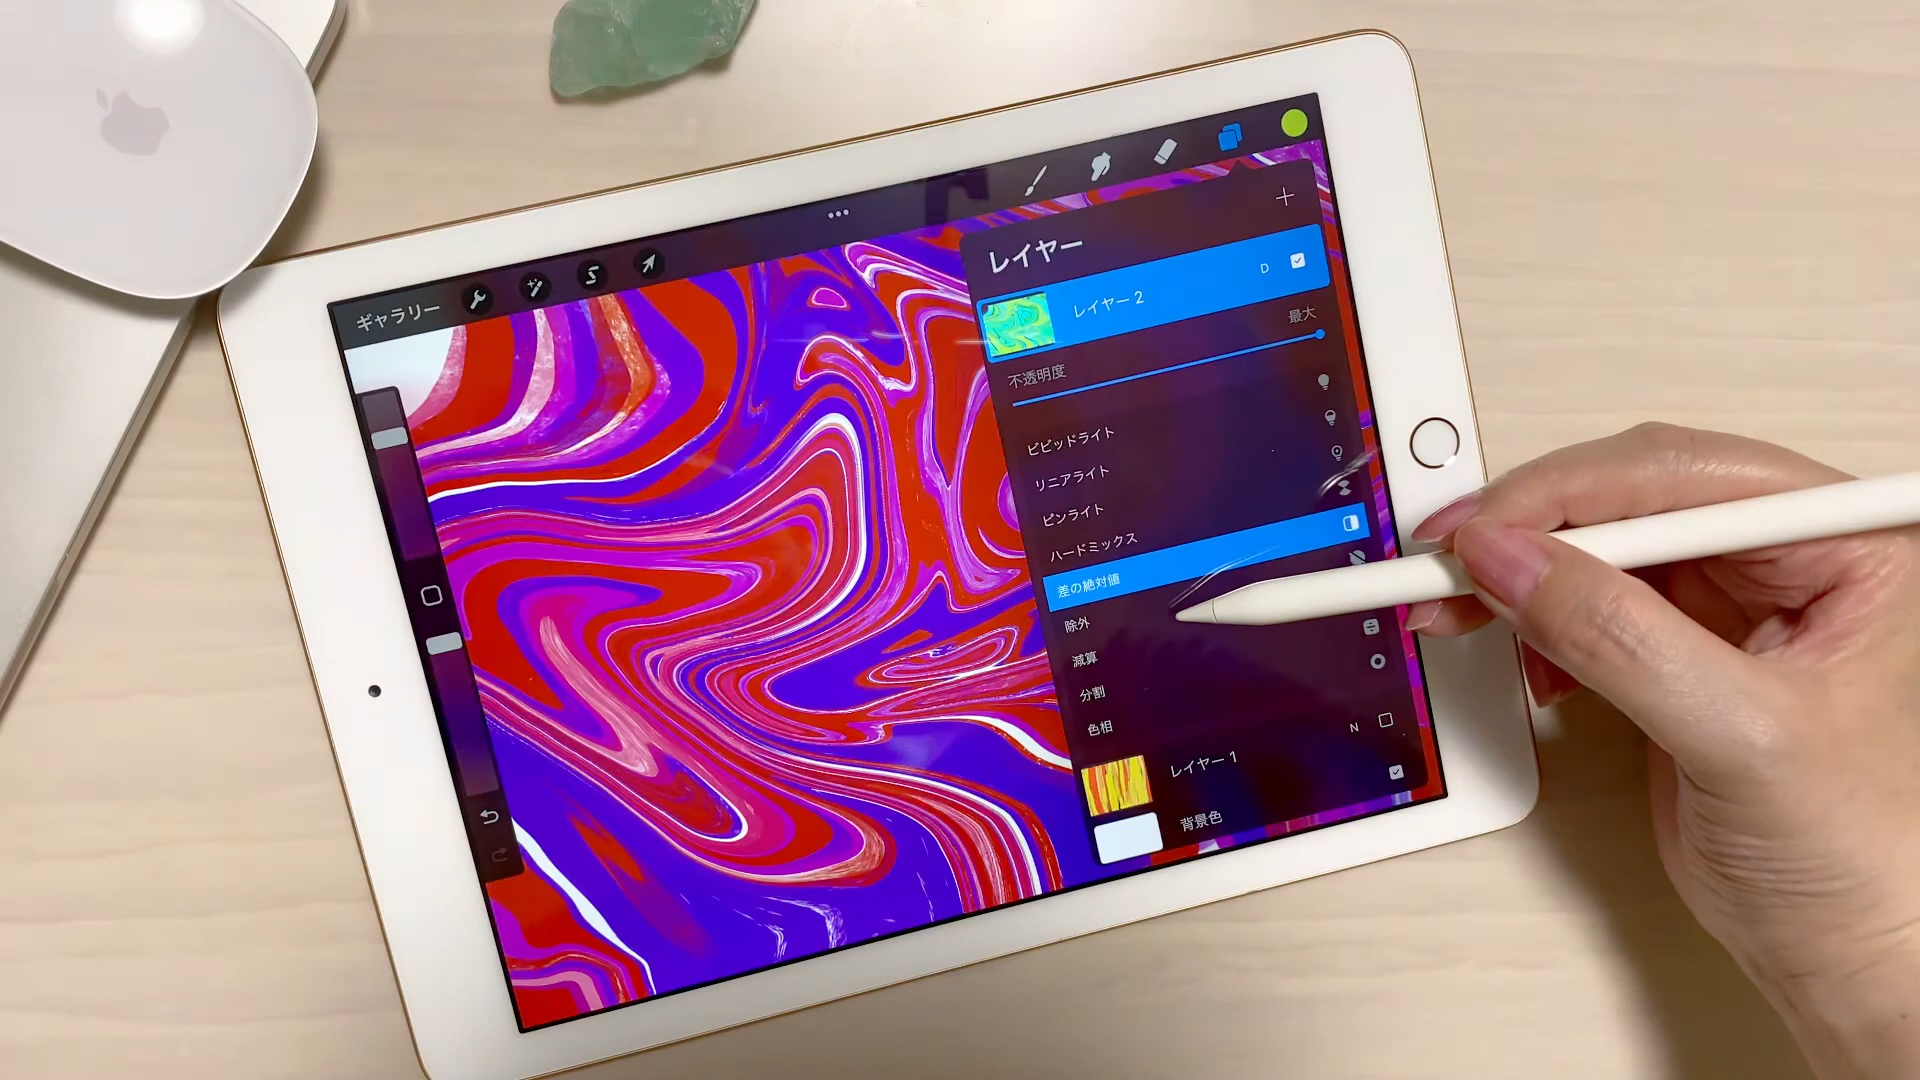 ギャラリー
レイヤー
レイヤー 2
D
最大
不透明度
ビビッドライト
リニアライト
ピンライト
ハードミックス
差の絶対値
除外
減算
分割
色相
レイヤー 1
N
背景色